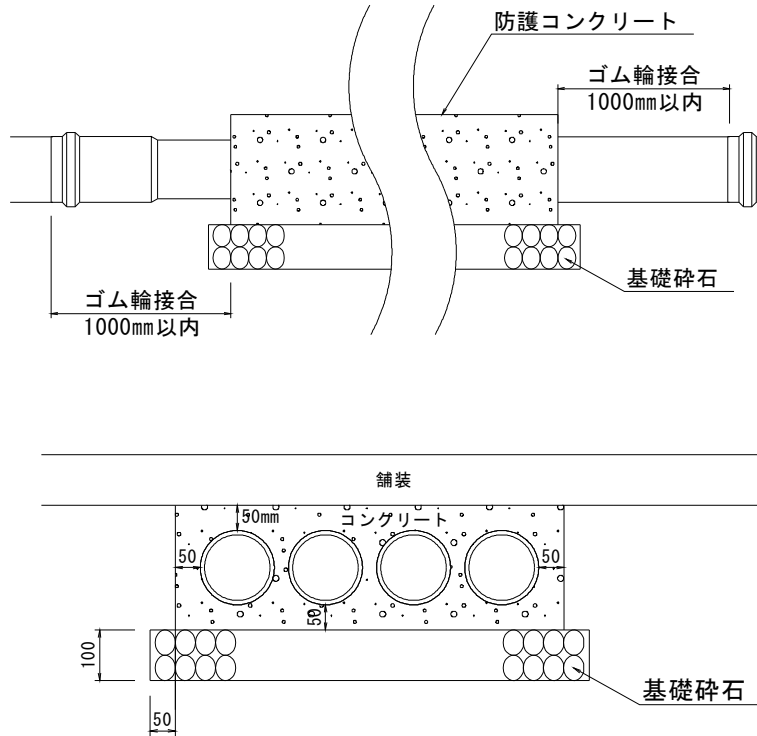 防護コンクリート
ゴム輪接合
1000mm以内
基礎砕石
ゴム輪接合
1000mm以内
舗装
50mm
コンクリート
50
50
50
100
基礎砕石
50